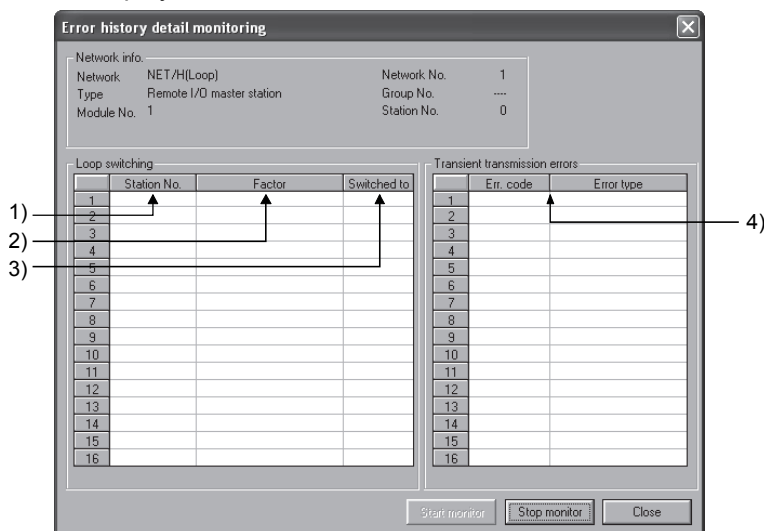 Error history detail monitoring
Network info.
Network NET/H(Loop) Network No. 1
Type Remote I/O master station Group No. ----
Module No. 1 Station No. 0
Loop switching Transient transmission errors
Station No. Factor Switched to Err. code Error type
1) 1 1
2 2 4)
2) 3 3
4 4
3) 5 5
6 6
7 7
8 8
9 9
10 10
11 11
12 12
13 13
14 14
15 15
16 16
Start monitor Stop monitor Close